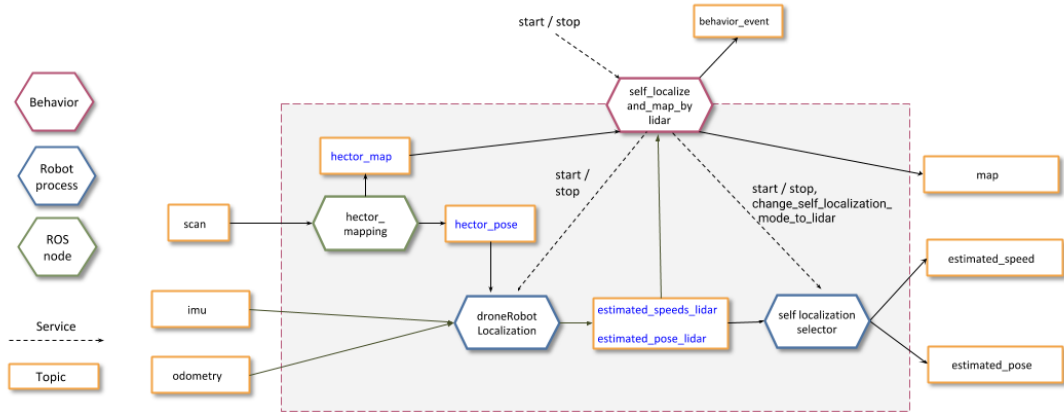 start / stop
behavior_event
Behavior
self_localize
and_map_by
lidar
hector_map
Robot
process
start /
stop
map
start / stop,
change_self_localization_
mode_to_lidar
scan
hector_
mapping
hector_pose
ROS
node
estimated_speed
imu
droneRobot
Localization
estimated_speeds_lidar
estimated_pose_lidar
self localization
selector
Service
Topic
odometry
estimated_pose